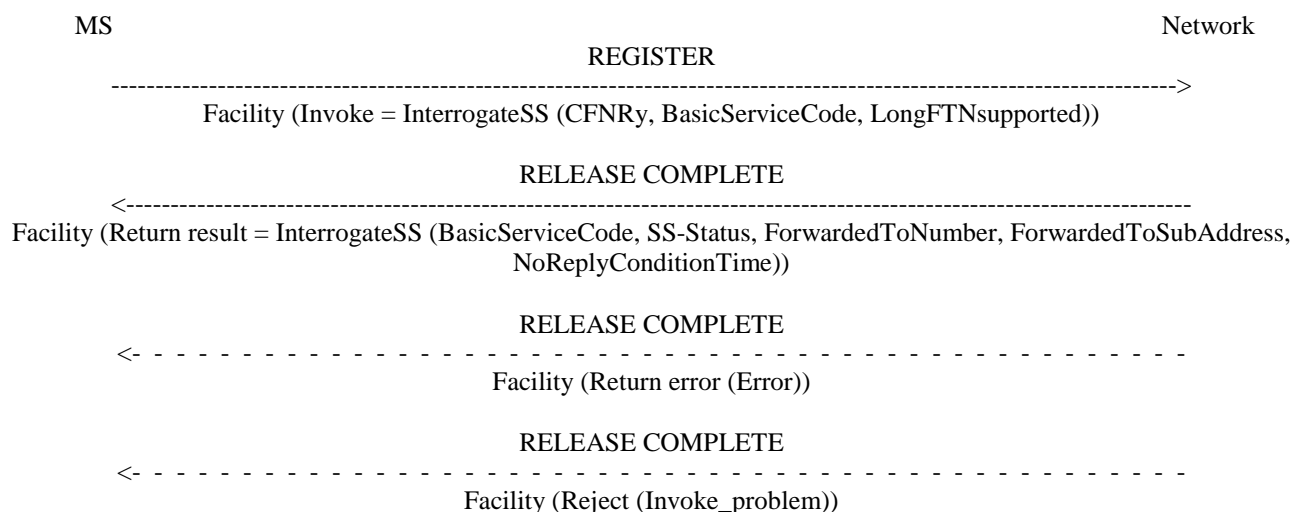 MS Network
REGISTER
------------------------------------------------------------------------------------------------------------------------>
Facility (Invoke = InterrogateSS (CFNRy, BasicServiceCode, LongFTNsupported))
RELEASE COMPLETE
<------------------------------------------------------------------------------------------------------------------------
Facility (Return result = InterrogateSS (BasicServiceCode, SS-Status, ForwardedToNumber, ForwardedToSubAddress,
NoReplyConditionTime))
RELEASE COMPLETE
<- - - - - - - - - - - - - - - - - - - - - - - - - - - - - - - - - - - - - - - - - - - - - - - -
Facility (Return error (Error))
RELEASE COMPLETE
<- - - - - - - - - - - - - - - - - - - - - - - - - - - - - - - - - - - - - - - - - - - - - - - -
Facility (Reject (Invoke_problem))